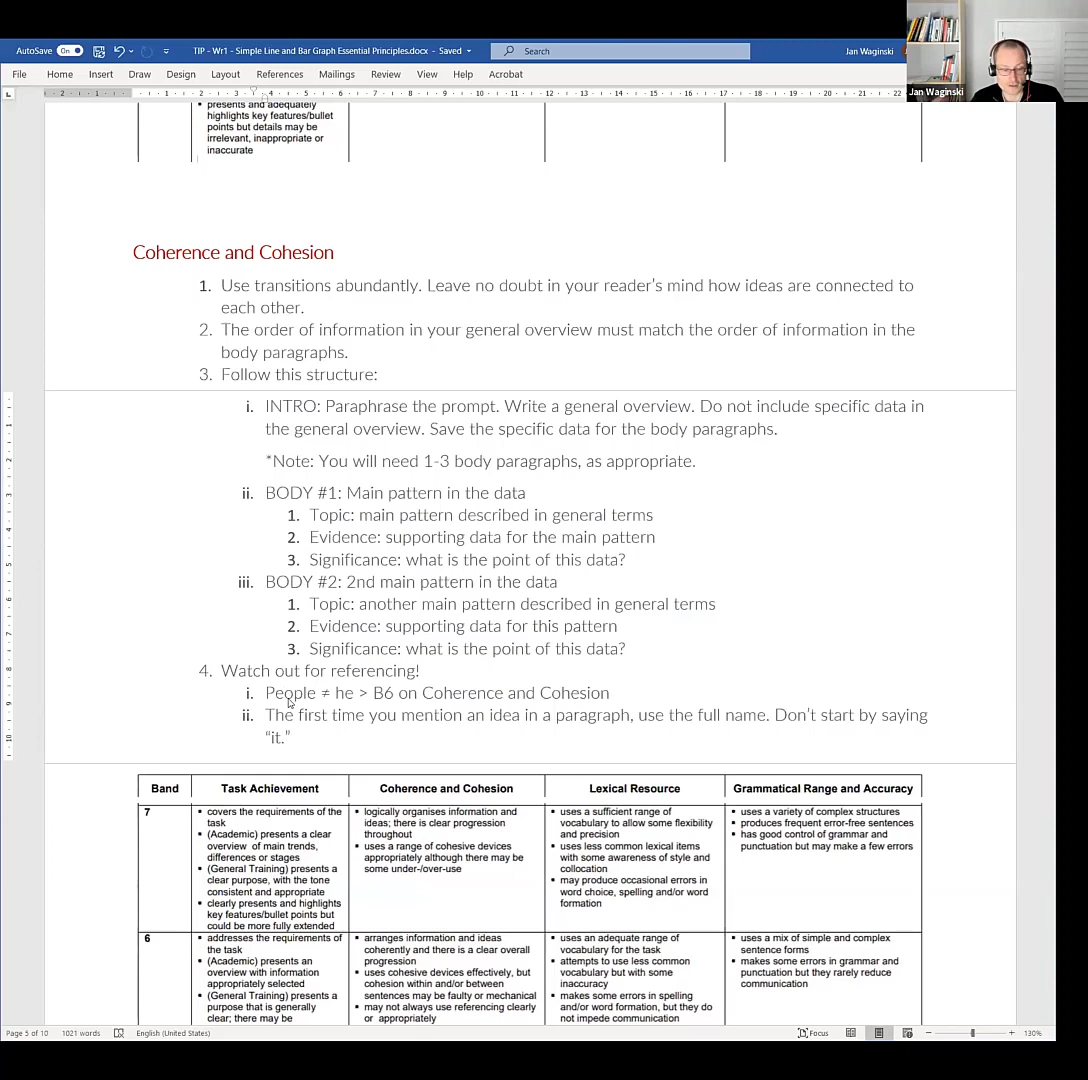 AutoSave On TIP - Wr1 - Simple Line and Bar Graph Essential Principles.docx - Saved Search Jan Waginski
File Home Insert Draw Design Layout References Mailings Review View Help Acrobat
Jan Waginski
2 1 1 2 3 4 5 6 7 8 9 10 11 12 13 14 15 16 17 18 19 20 21 22
presents and adequately
highlights key features/bullet
points but details may be
irrelevant, inappropriate or
inaccurate
Coherence and Cohesion
1. Use transitions abundantly. Leave no doubt in your reader's mind how ideas are connected to
each other.
2. The order of information in your general overview must match the order of information in the
body paragraphs.
3. Follow this structure:
i. INTRO: Paraphrase the prompt. Write a general overview. Do not include specific data in
the general overview. Save the specific data for the body paragraphs.
*Note: You will need 1-3 body paragraphs, as appropriate.
ii. BODY #1: Main pattern in the data
1. Topic: main pattern described in general terms
2. Evidence: supporting data for the main pattern
3. Significance: what is the point of this data?
iii. BODY #2: 2nd main pattern in the data
1. Topic: another main pattern described in general terms
2. Evidence: supporting data for this pattern
3. Significance: what is the point of this data?
4. Watch out for referencing!
i. People ≠ he > B6 on Coherence and Cohesion
ii. The first time you mention an idea in a paragraph, use the full name. Don't start by saying
"it."
Band Task Achievement Coherence and Cohesion Lexical Resource Grammatical Range and Accuracy
7
covers the requirements of the
task
(Academic) presents a clear
overview of main trends,
differences or stages
(General Training) presents a
clear purpose, with the tone
consistent and appropriate
clearly presents and highlights
key features/bullet points but
could be more fully extended
logically organises information and
ideas; there is clear progression
throughout
uses a range of cohesive devices
appropriately although there may be
some under-/over-use
uses a sufficient range of
vocabulary to allow some flexibility
and precision
uses less common lexical items
with some awareness of style and
collocation
may produce occasional errors in
word choice, spelling and/or word
formation
uses a variety of complex structures
produces frequent error-free sentences
has good control of grammar and
punctuation but may make a few errors
6
addresses the requirements of
the task
(Academic) presents an
overview with information
appropriately selected
(General Training) presents a
purpose that is generally
clear; there may be
arranges information and ideas
coherently and there is a clear overall
progression
uses cohesive devices effectively, but
cohesion within and/or between
sentences may be faulty or mechanical
may not always use referencing clearly
or appropriately
uses an adequate range of
vocabulary for the task
attempts to use less common
vocabulary but with some
inaccuracy
makes some errors in spelling
and/or word formation, but they do
not impede communication
uses a mix of simple and complex
sentence forms
makes some errors in grammar and
punctuation but they rarely reduce
communication
Page 5 of 10 1021 words English (United States) Focus 130%